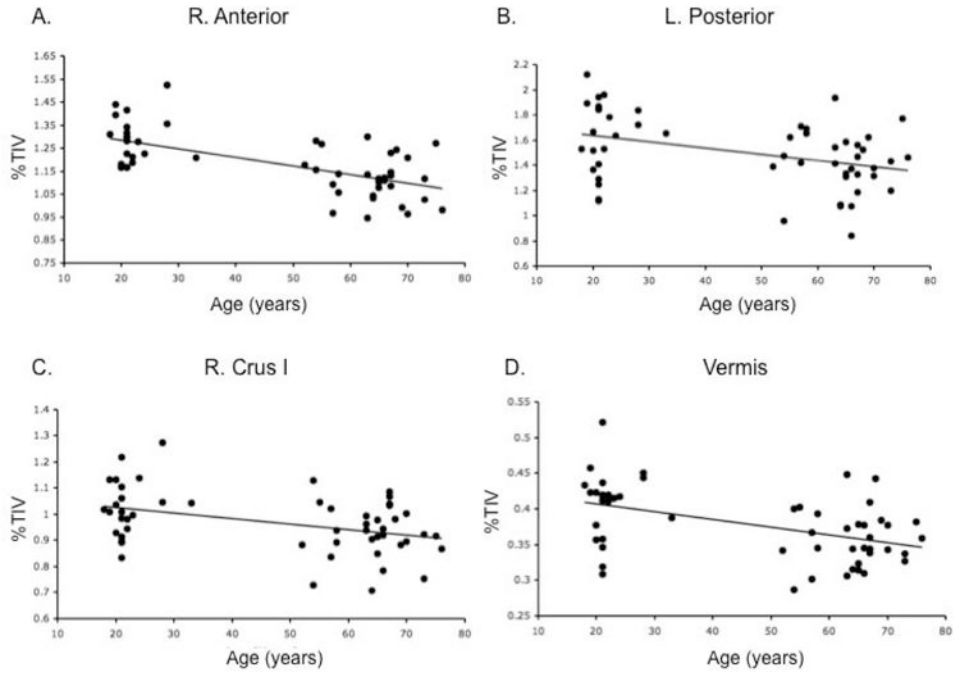 A. R. Anterior
1.65
1.55
1.45
1.35
1.25
1.15
1.05
0.95
0.85
0.75
%TIV
10 20 30 40 50 60 70 80
Age (years)
B. L. Posterior
2.2
2
1.8
1.6
1.4
1.2
1
0.8
0.6
%TIV
10 20 30 40 50 60 70 80
Age (years)
C. R. Crus I
1.4
1.3
1.2
1.1
1
0.9
0.8
0.7
0.6
%TIV
10 20 30 40 50 60 70 80
Age (years)
D. Vermis
0.55
0.5
0.45
0.4
0.35
0.3
0.25
%TIV
10 20 30 40 50 60 70 80
Age (years)